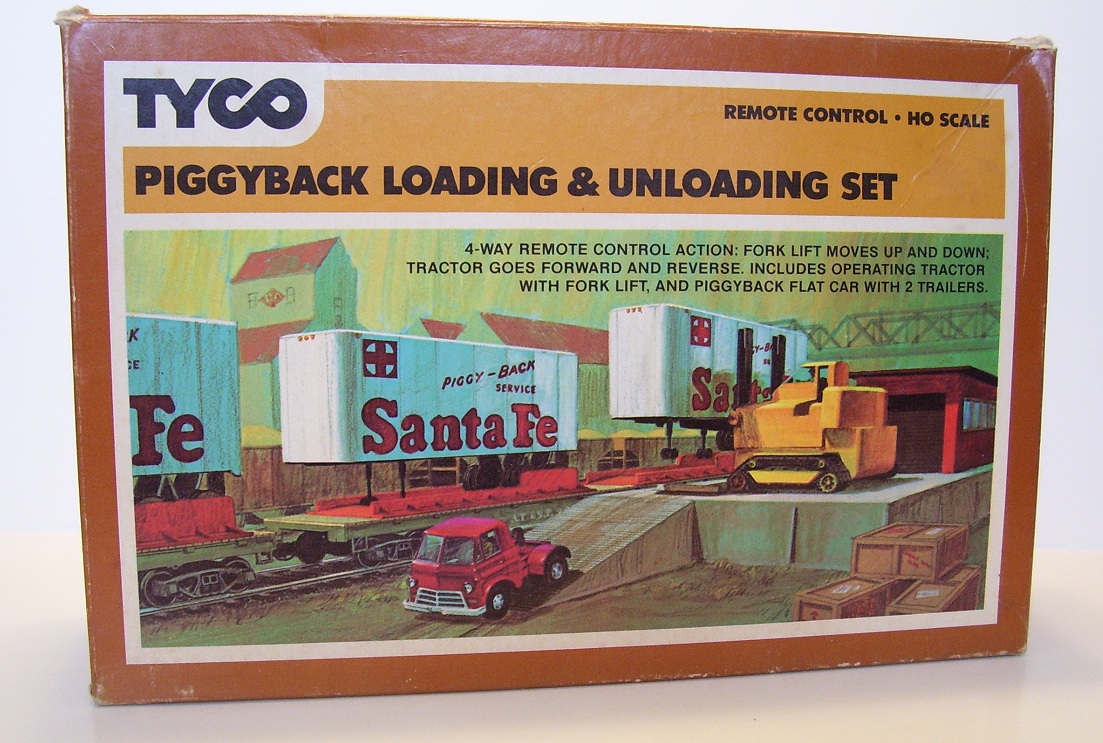 TYCO
REMOTE CONTROL • HO SCALE
PIGGYBACK LOADING & UNLOADING SET
4-WAY REMOTE CONTROL ACTION: FORK LIFT MOVES UP AND DOWN;
TRACTOR GOES FORWARD AND REVERSE. INCLUDES OPERATING TRACTOR
WITH FORK LIFT, AND PIGGYBACK FLAT CAR WITH 2 TRAILERS.
K
CE
Fe
PIGGY-BACK
SERVICE
Santa Fe
Santa